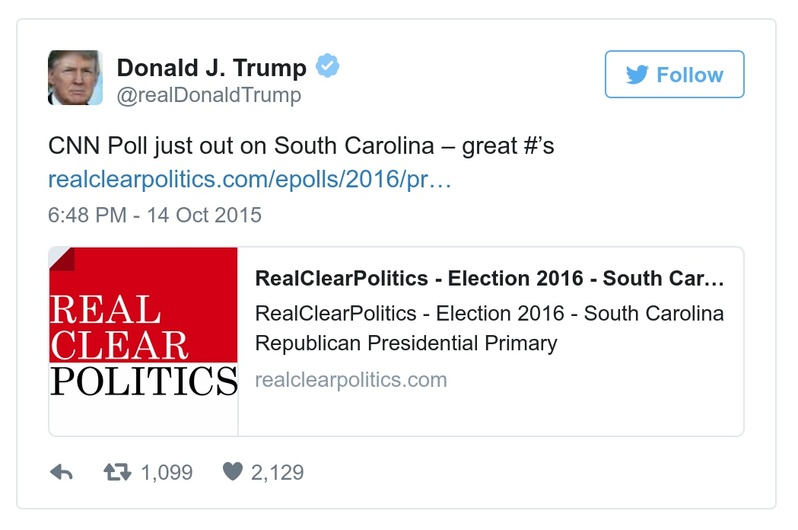 Donald J. Trump
@realDonaldTrump
Follow
CNN Poll just out on South Carolina – great #’s
realclearpolitics.com/epolls/2016/pr…
6:48 PM - 14 Oct 2015
REAL
CLEAR
POLITICS
RealClearPolitics - Election 2016 - South Car…
RealClearPolitics - Election 2016 - South Carolina
Republican Presidential Primary
realclearpolitics.com
1,099 2,129